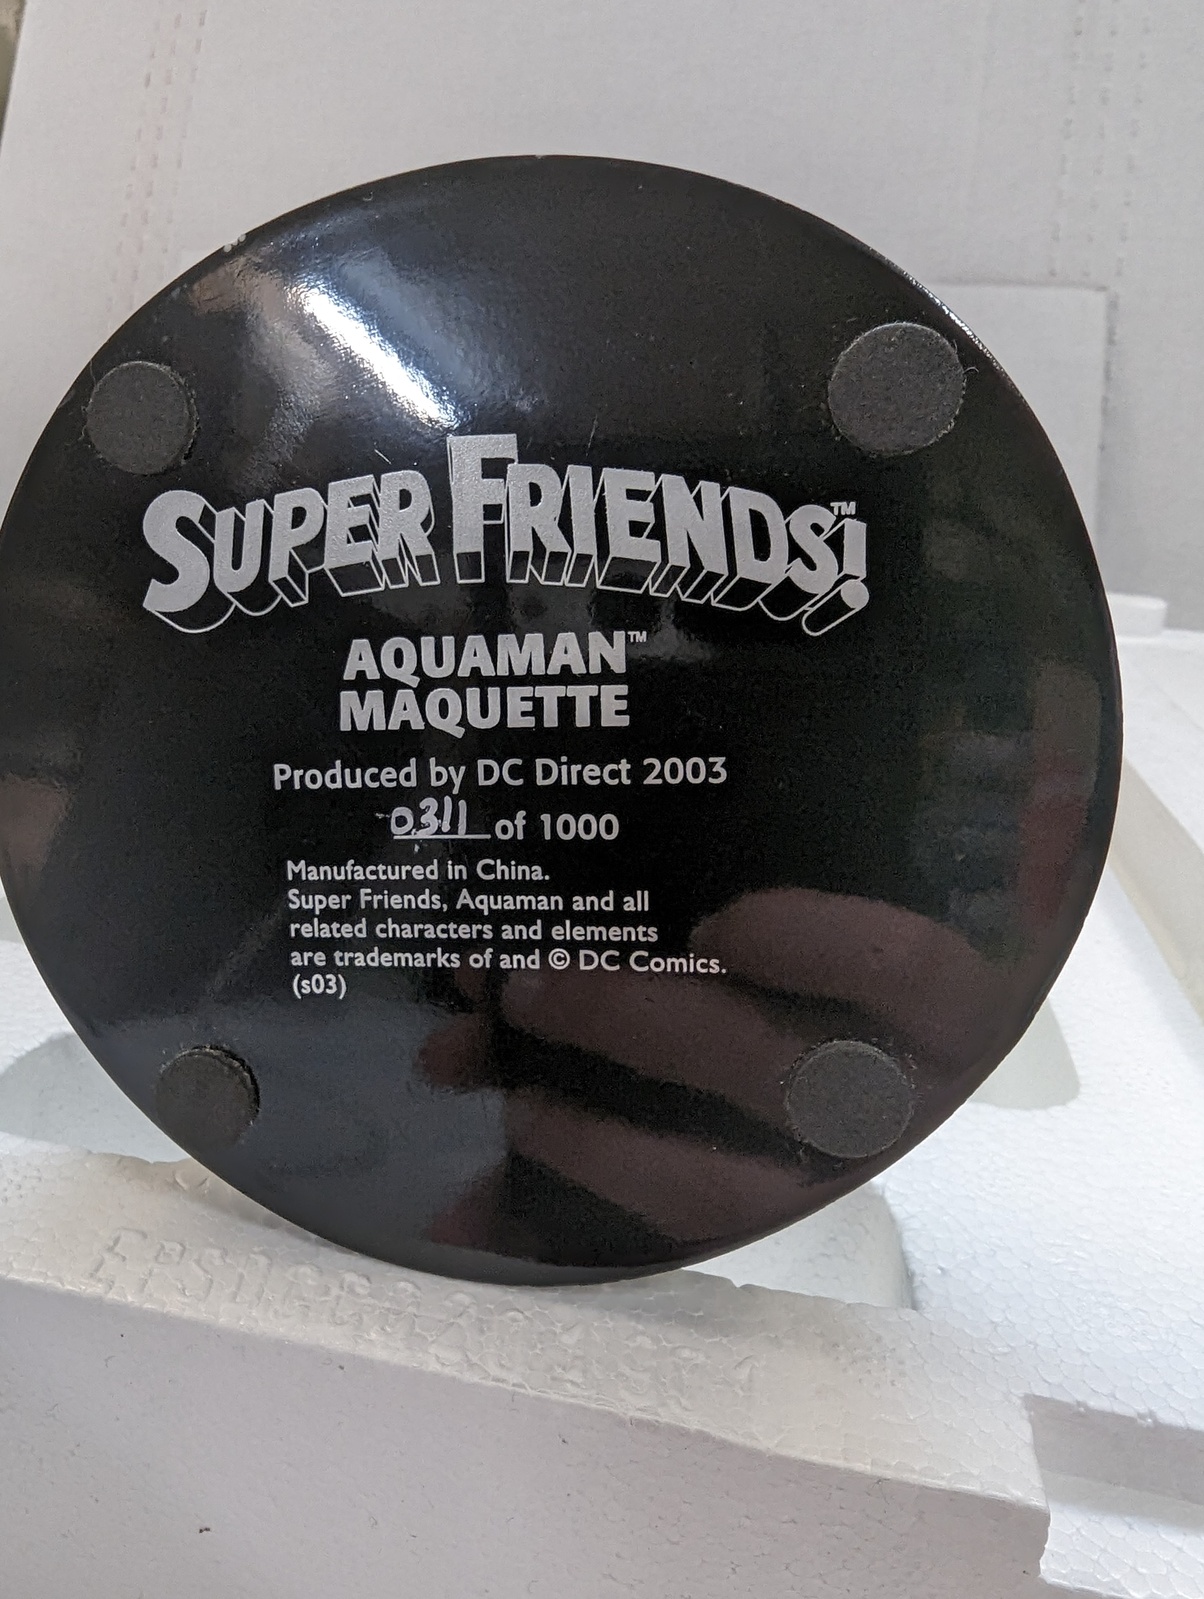 SUPER FRIENDS!™
AQUAMAN™
MAQUETTE
Produced by DC Direct 2003
0311 of 1000
Manufactured in China.
Super Friends, Aquaman and all
related characters and elements
are trademarks of and © DC Comics.
(s03)